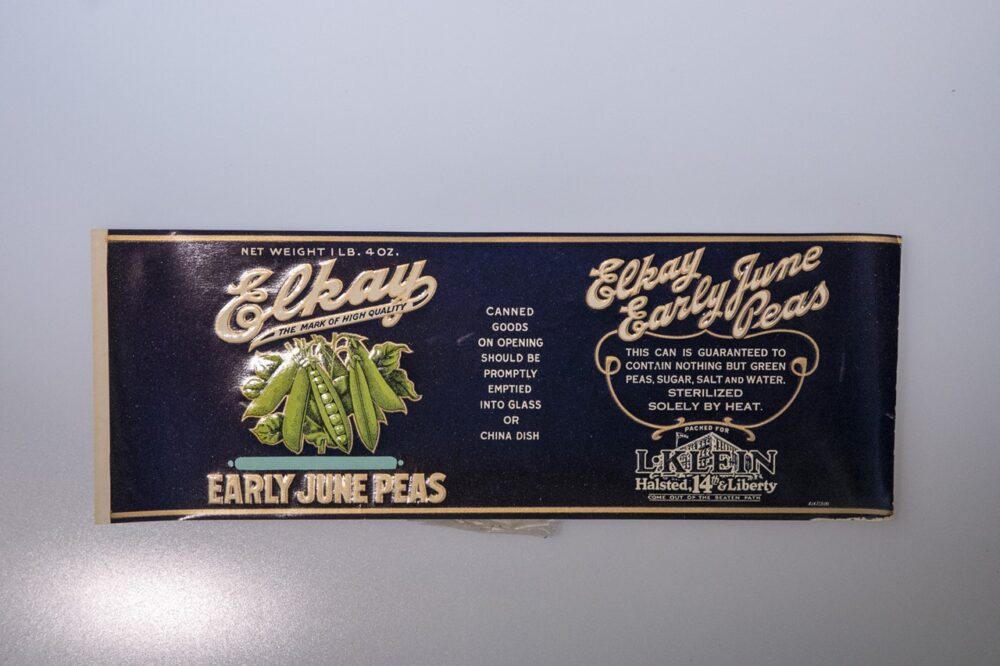 NET WEIGHT 1 LB. 4 OZ.
Elkay
THE MARK OF HIGH QUALITY
EARLY JUNE PEAS
CANNED
GOODS
ON OPENING
SHOULD BE
PROMPTLY
EMPTIED
INTO GLASS
OR
CHINA DISH
Elkay
Early June
Peas
THIS CAN IS GUARANTEED TO
CONTAIN NOTHING BUT GREEN
PEAS, SUGAR, SALT AND WATER.
STERILIZED
SOLELY BY HEAT.
PACKED FOR
L. KLEIN
Halsted, 14th & Liberty
COME OUT OF THE BEATEN PATH